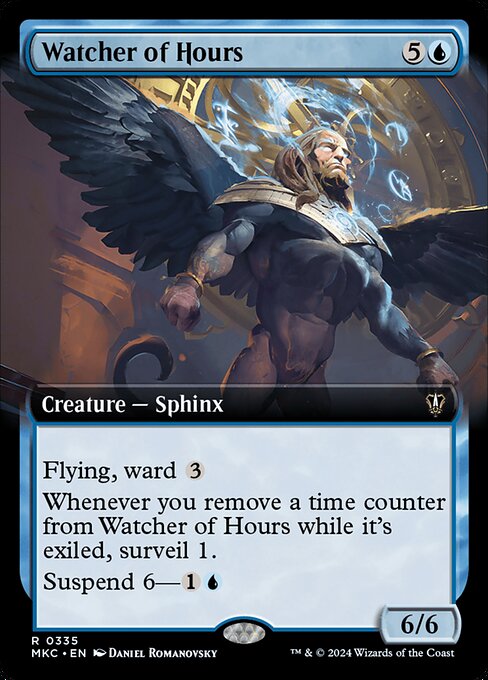 Watcher of Hours 5
Creature — Sphinx
Flying, ward 3
Whenever you remove a time counter
from Watcher of Hours while it's
exiled, surveil 1.
Suspend 6—1
6/6
R 0335
MKC • EN Daniel Romanovsky ™ & © 2024 Wizards of the Coast